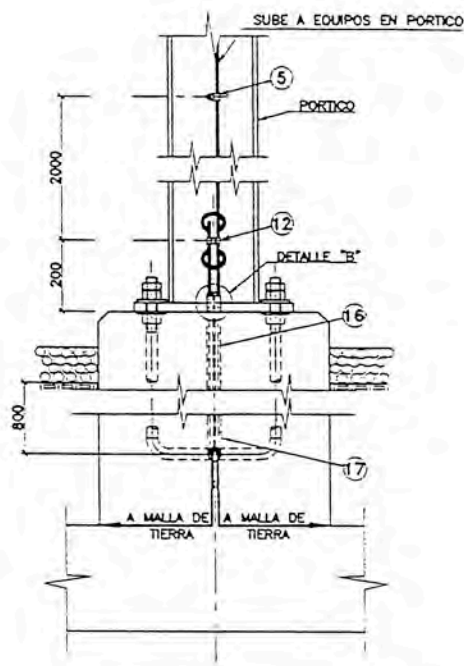 SUBE A EQUIPOS EN PORTICO
5
PORTICO
2000
12
DETALLE "B"
200
16
800
17
A MALLA DE
TIERRA
A MALLA DE
TIERRA